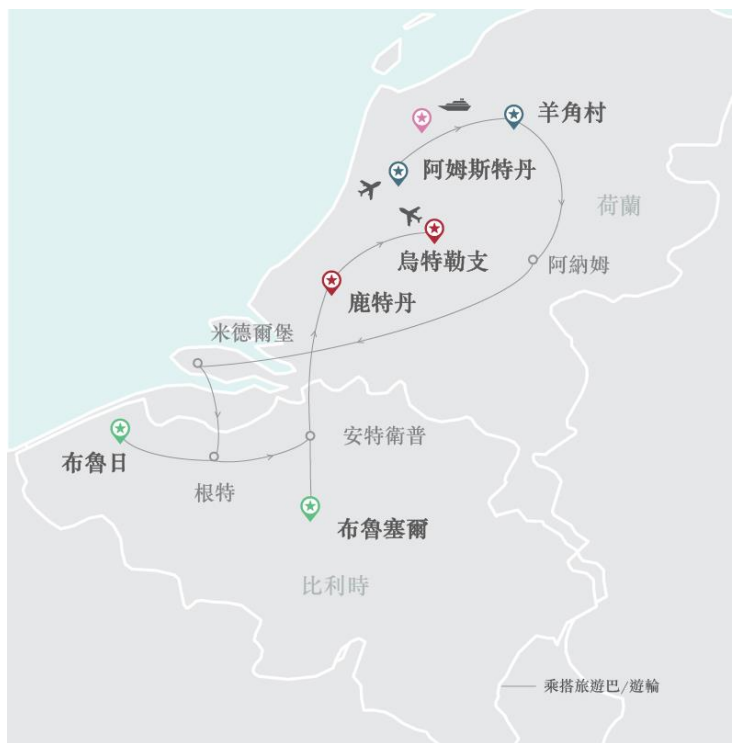 羊角村
阿姆斯特丹
荷蘭
烏特勒支
阿納姆
鹿特丹
米德爾堡
安特衛普
布魯日
根特
布魯塞爾
比利時
乘搭旅遊巴/遊輪